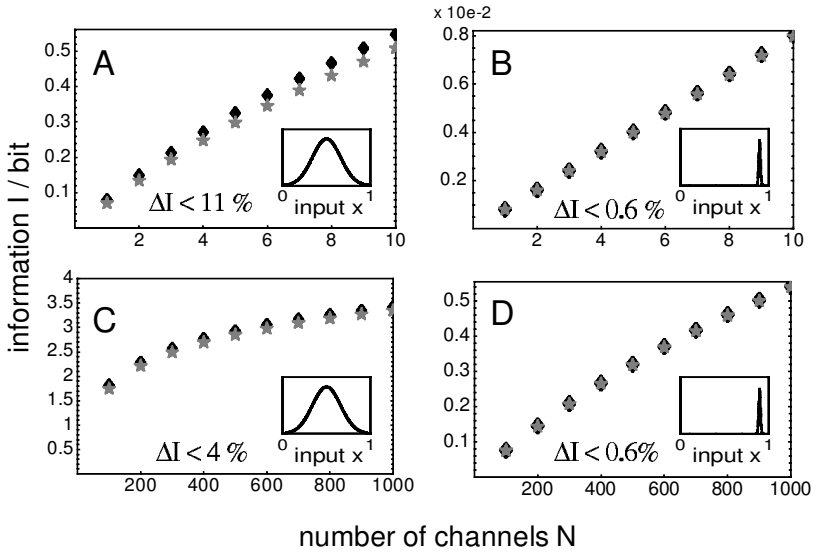 x 10e-2
A
0.5
0.4
0.3
0.2
0.1
2 4 6 8 10
ΔI < 11 %
0 input x 1
B
0.8
0.6
0.4
0.2
2 4 6 8 10
ΔI < 0.6 %
0 input x 1
information I / bit
C
4
3.5
3
2.5
2
1.5
1
0.5
200 400 600 800 1000
ΔI < 4 %
0 input x 1
D
0.5
0.4
0.3
0.2
0.1
200 400 600 800 1000
ΔI < 0.6%
0 input x 1
number of channels N